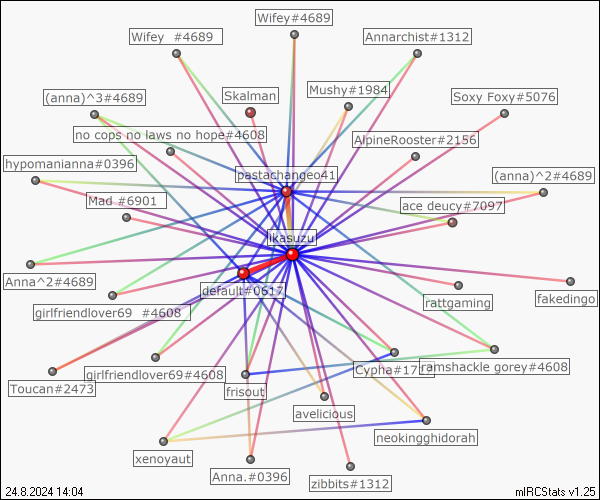 Wifey#4689
Wifey  #4689
Annarchist#1312
Mushy#1984
Soxy Foxy#5076
(anna)^3#4689
Skalman
no cops no laws no hope#4608
AlpineRooster#2156
hypomanianna#0396
pastachangeo41
(anna)^2#4689
Mad #6901
ace deucy#7097
ikasuzu
Anna^2#4689
default#0617
rattgaming
fakedingo
girlfriendlover69  #4608
Toucan#2473
girlfriendlover69#4608
frisout
Cypha#171
ramshackle gorey#4608
avelicious
neokingghidorah
xenoyaut
Anna.#0396
zibbits#1312
24.8.2024 14:04
mIRCStats v1.25